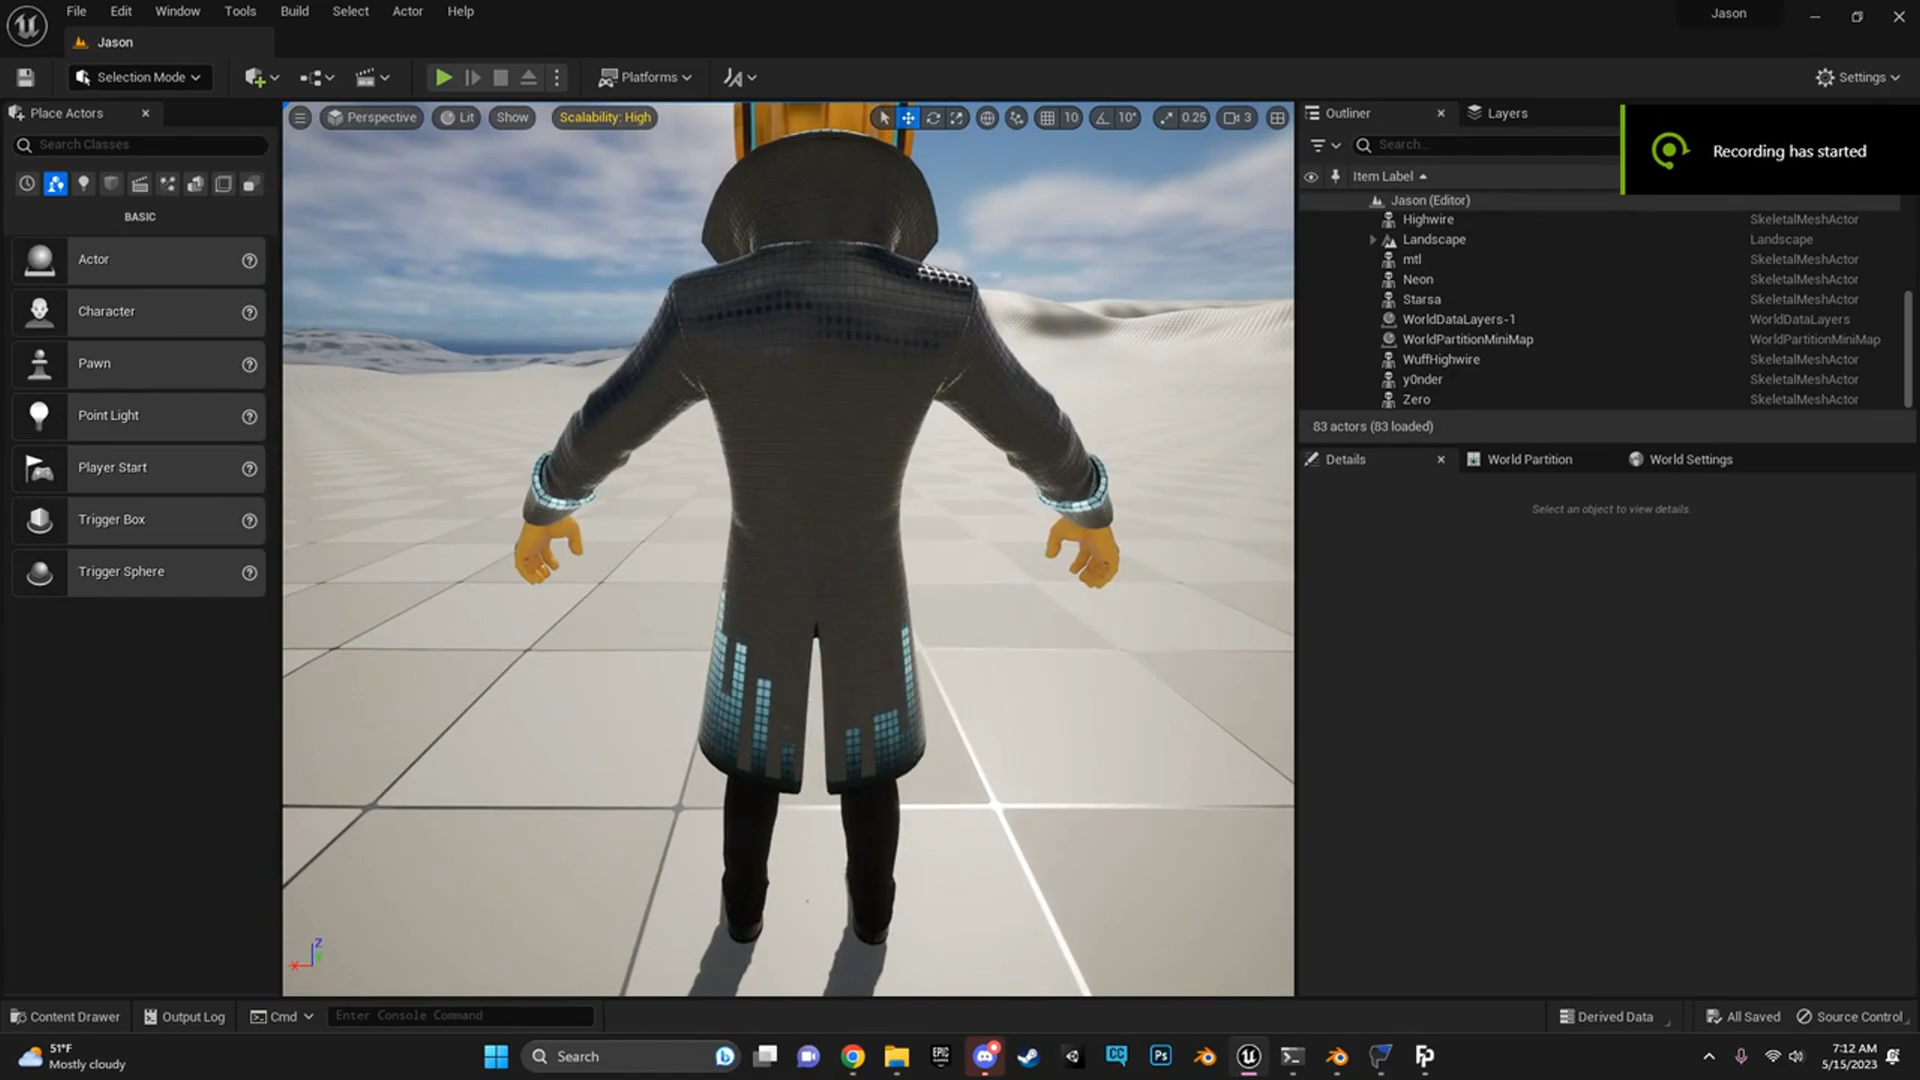 File Edit Window Tools Build Select Actor Help
Jason
Jason
Selection Mode
Platforms
Settings
Place Actors
Search Classes
BASIC
Actor
Character
Pawn
Point Light
Player Start
Trigger Box
Trigger Sphere
Perspective
Lit
Show
Scalability: High
10
10°
0.25
3
Z
X
Outliner
Layers
Search...
Recording has started
Item Label
Jason (Editor)
Highwire SkeletalMeshActor
Landscape Landscape
mtl SkeletalMeshActor
Neon SkeletalMeshActor
Starsa SkeletalMeshActor
WorldDataLayers-1 WorldDataLayers
WorldPartitionMiniMap WorldPartitionMiniMap
WuffHighwire SkeletalMeshActor
y0nder SkeletalMeshActor
Zero SkeletalMeshActor
83 actors (83 loaded)
Details
World Partition
World Settings
Select an object to view details.
Content Drawer
Output Log
Cmd
Enter Console Command
Derived Data
All Saved
Source Control
51°F
Mostly cloudy
Search
EPIC
GAMES
CC
Ps
7:12 AM
5/15/2023